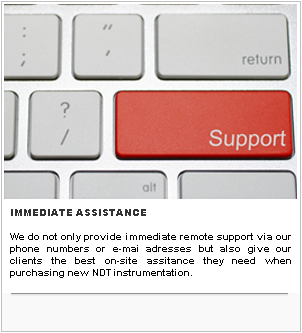 :
;
"
,
return
?
/
Support
alt
IMMEDIATE ASSISTANCE
We do not only provide immediate remote support via our
phone numbers or e-mai adresses but also give our
clients the best on-site assitance they need when
purchasing new NDT instrumentation.